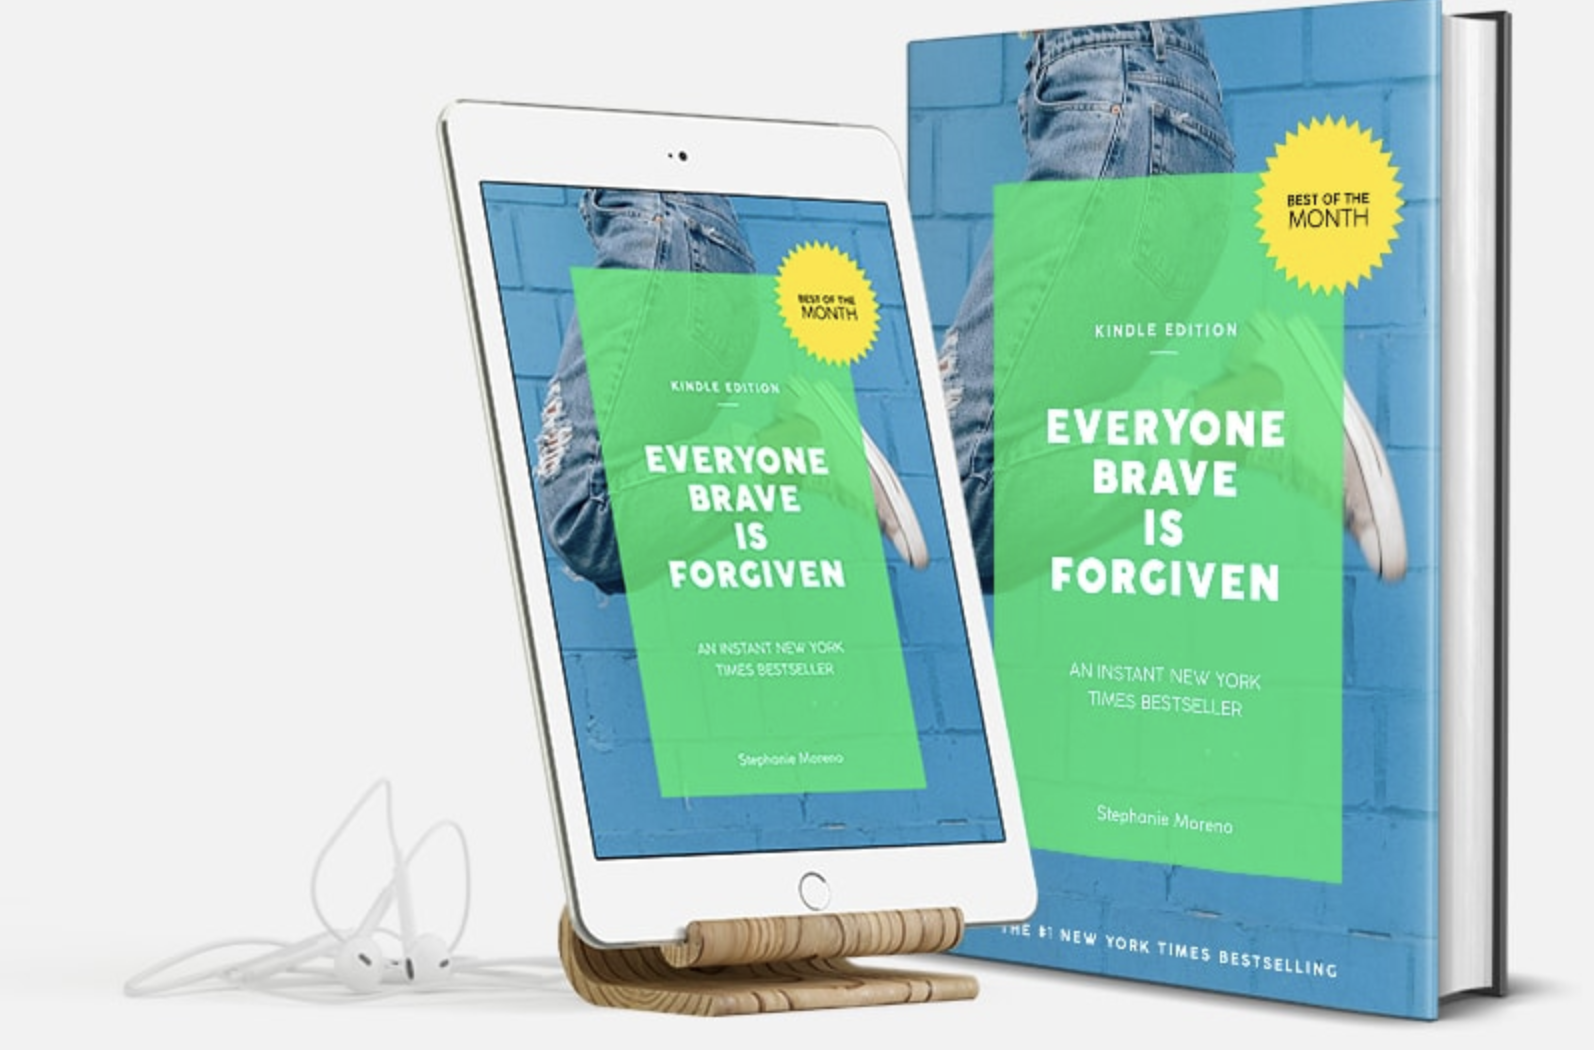 BEST OF THE
MONTH
KINDLE EDITION
EVERYONE
BRAVE
IS
FORGIVEN
AN INSTANT NEW YORK
TIMES BESTSELLER
Stephanie Moreno
BEST OF THE
MONTH
KINDLE EDITION
EVERYONE
BRAVE
IS
FORGIVEN
AN INSTANT NEW YORK
TIMES BESTSELLER
Stephanie Moreno
THE #1 NEW YORK TIMES BESTSELLING